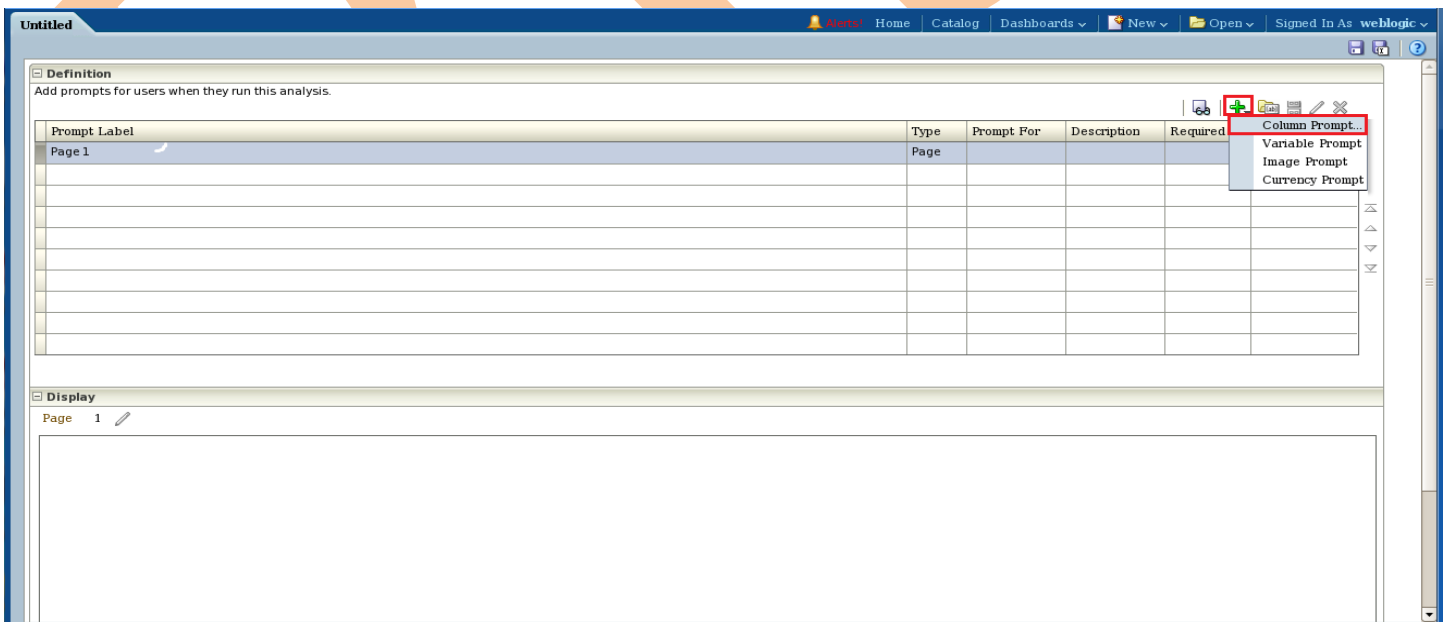 Untitled
Alerts! Home Catalog Dashboards New Open Signed In As weblogic
Definition
Add prompts for users when they run this analysis.
Prompt Label Type Prompt For Description Required
Column Prompt...
Page 1 Page
Variable Prompt
Image Prompt
Currency Prompt
Display
Page 1